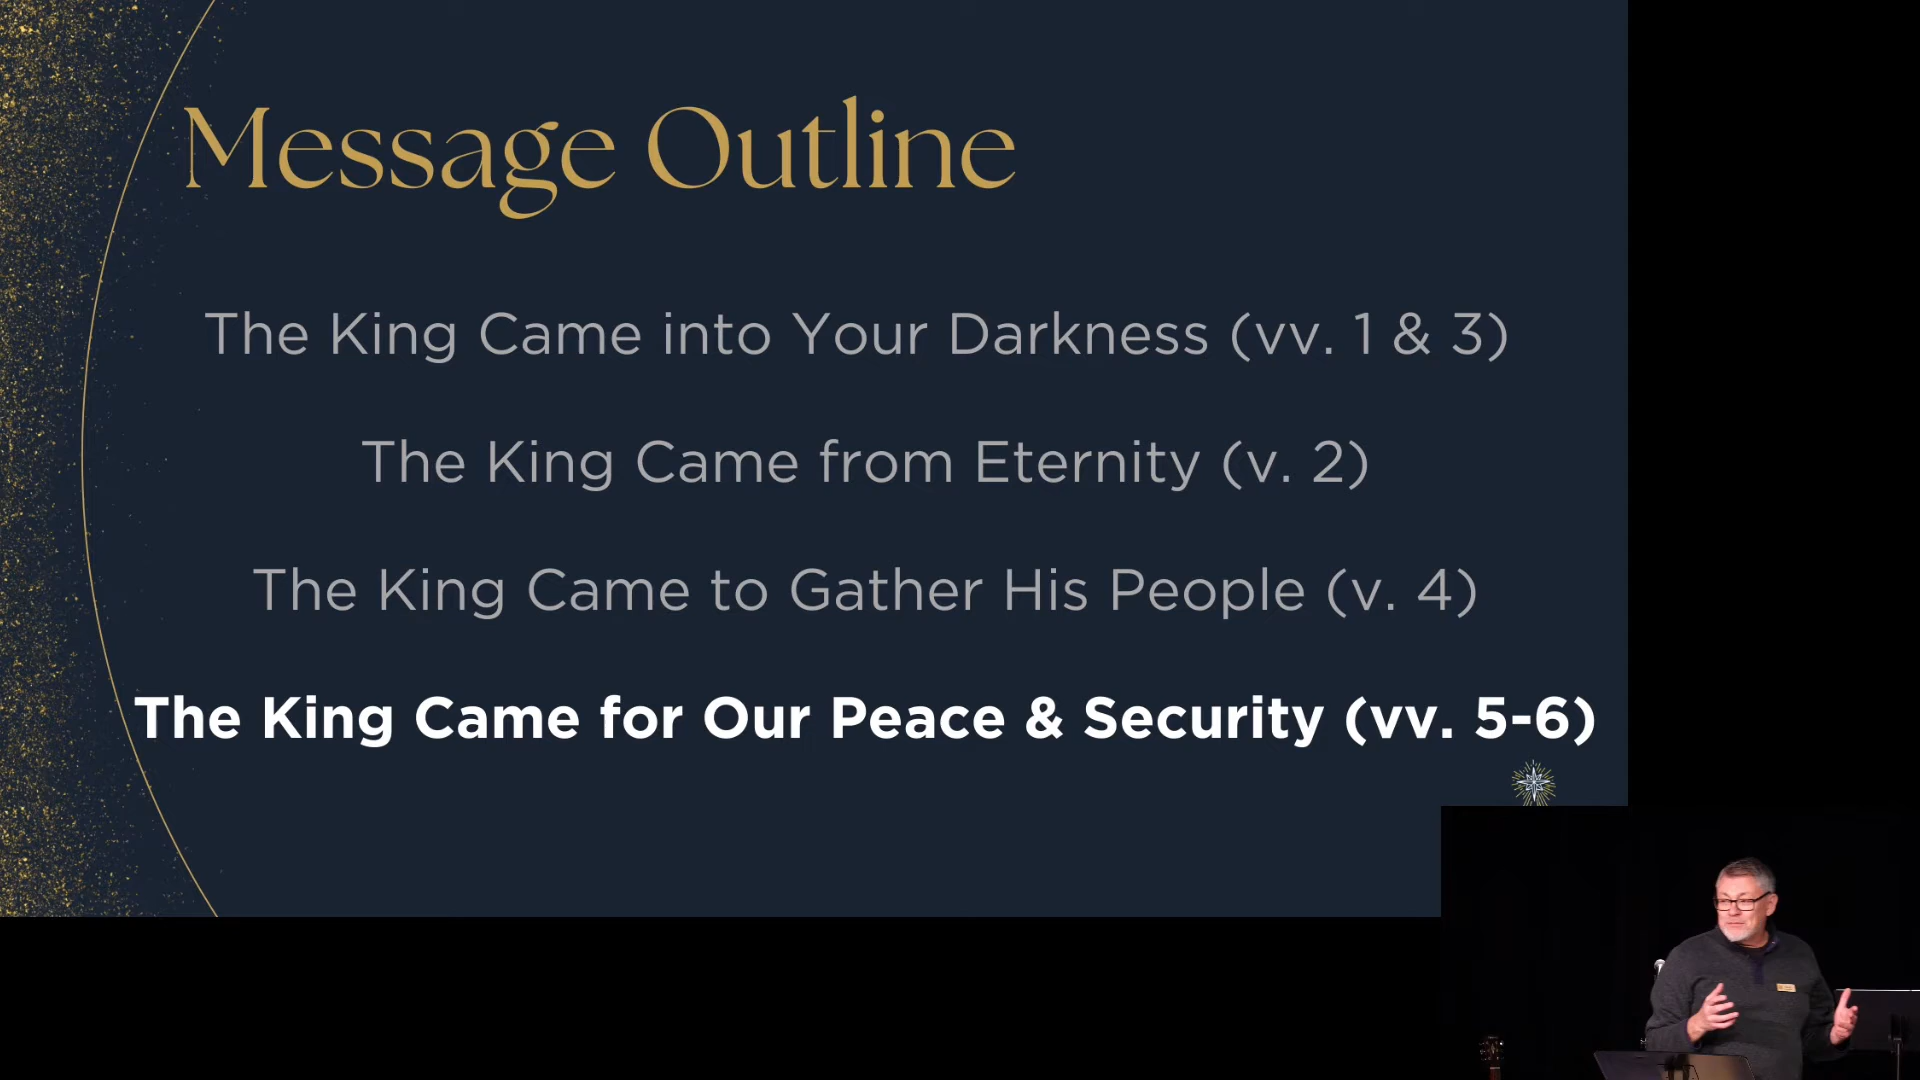 Message Outline
The King Came into Your Darkness (vv. 1 & 3)
The King Came from Eternity (v. 2)
The King Came to Gather His People (v. 4)
The King Came for Our Peace & Security (vv. 5-6)